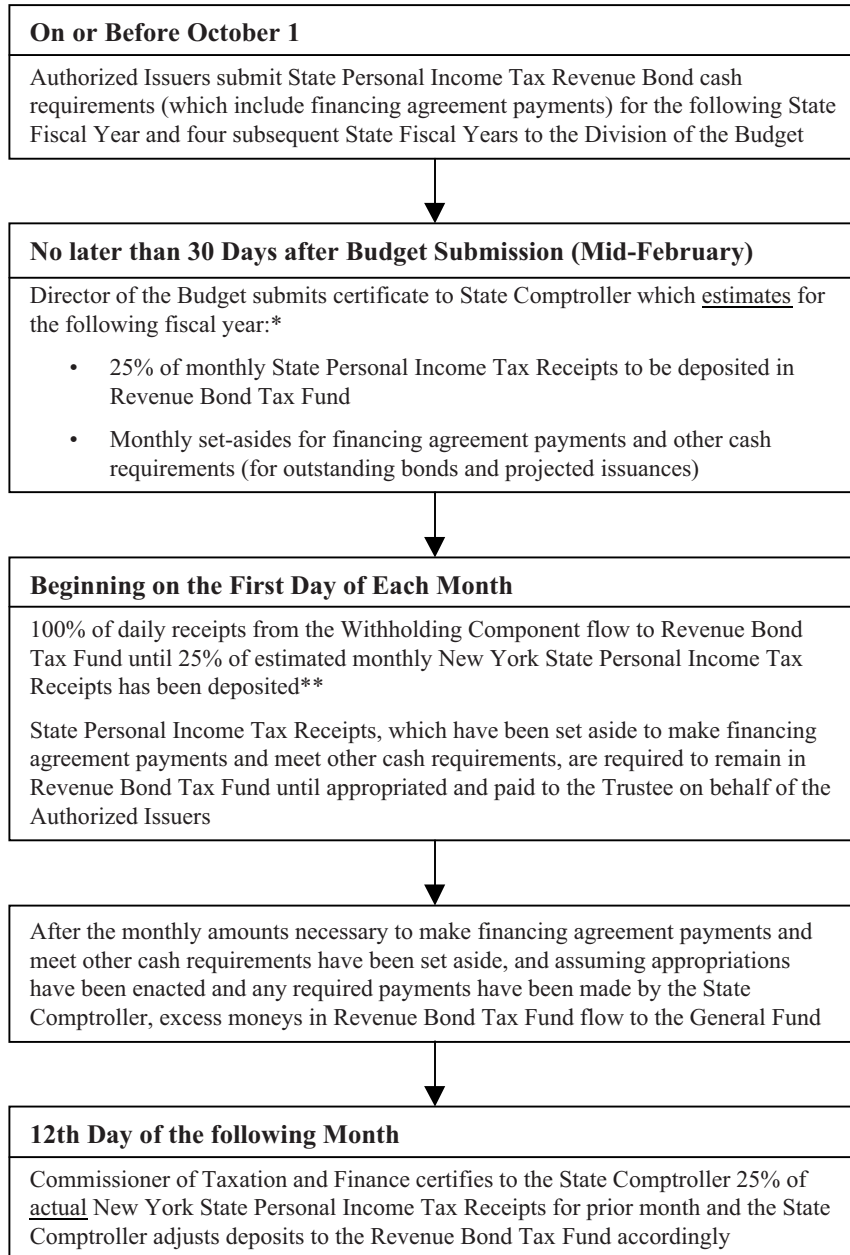 On or Before October 1
Authorized Issuers submit State Personal Income Tax Revenue Bond cash
requirements (which include financing agreement payments) for the following State
Fiscal Year and four subsequent State Fiscal Years to the Division of the Budget
No later than 30 Days after Budget Submission (Mid-February)
Director of the Budget submits certificate to State Comptroller which estimates for
the following fiscal year:*
• 25% of monthly State Personal Income Tax Receipts to be deposited in
Revenue Bond Tax Fund
• Monthly set-asides for financing agreement payments and other cash
requirements (for outstanding bonds and projected issuances)
Beginning on the First Day of Each Month
100% of daily receipts from the Withholding Component flow to Revenue Bond
Tax Fund until 25% of estimated monthly New York State Personal Income Tax
Receipts has been deposited**
State Personal Income Tax Receipts, which have been set aside to make financing
agreement payments and meet other cash requirements, are required to remain in
Revenue Bond Tax Fund until appropriated and paid to the Trustee on behalf of the
Authorized Issuers
After the monthly amounts necessary to make financing agreement payments and
meet other cash requirements have been set aside, and assuming appropriations
have been enacted and any required payments have been made by the State
Comptroller, excess moneys in Revenue Bond Tax Fund flow to the General Fund
12th Day of the following Month
Commissioner of Taxation and Finance certifies to the State Comptroller 25% of
actual New York State Personal Income Tax Receipts for prior month and the State
Comptroller adjusts deposits to the Revenue Bond Tax Fund accordingly